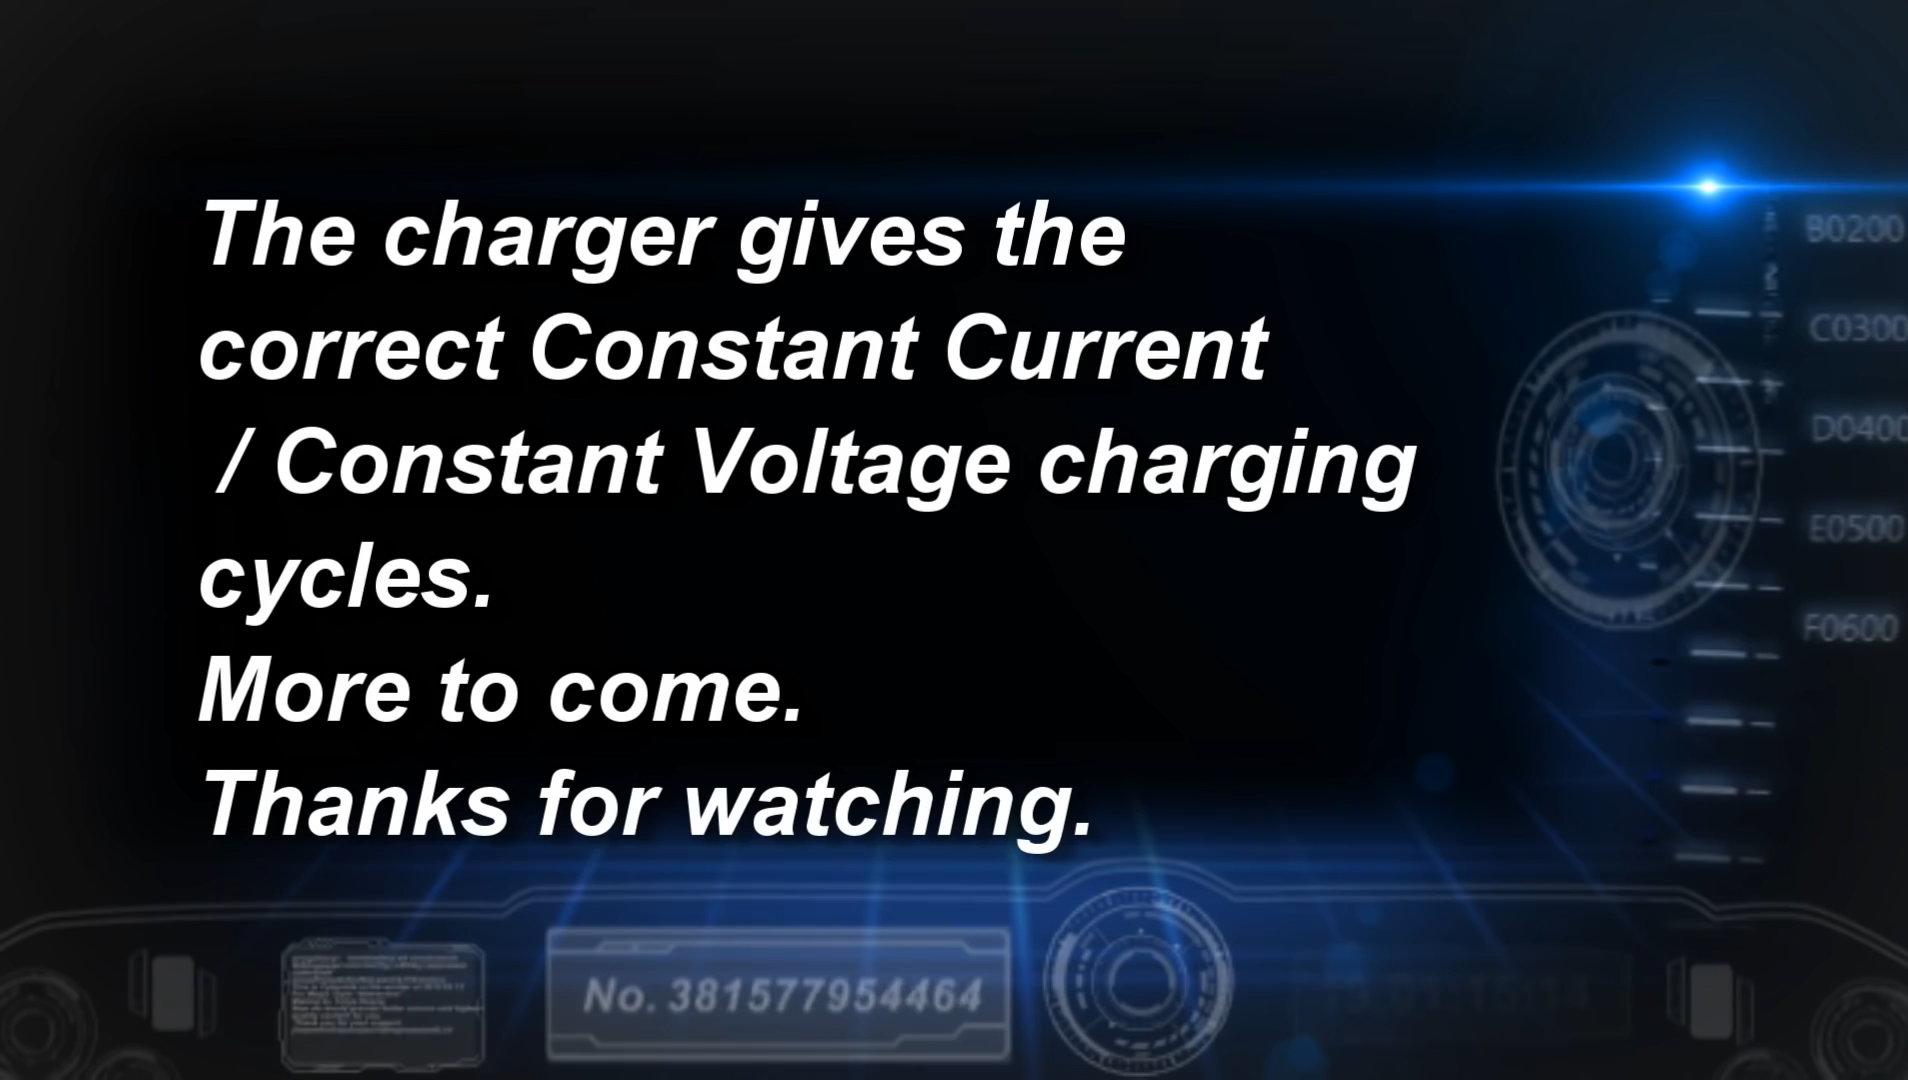 The charger gives the
correct Constant Current
/ Constant Voltage charging
cycles.
More to come.
Thanks for watching.
B0200
C0300
D0400
E0500
F0600
No. 381577954464